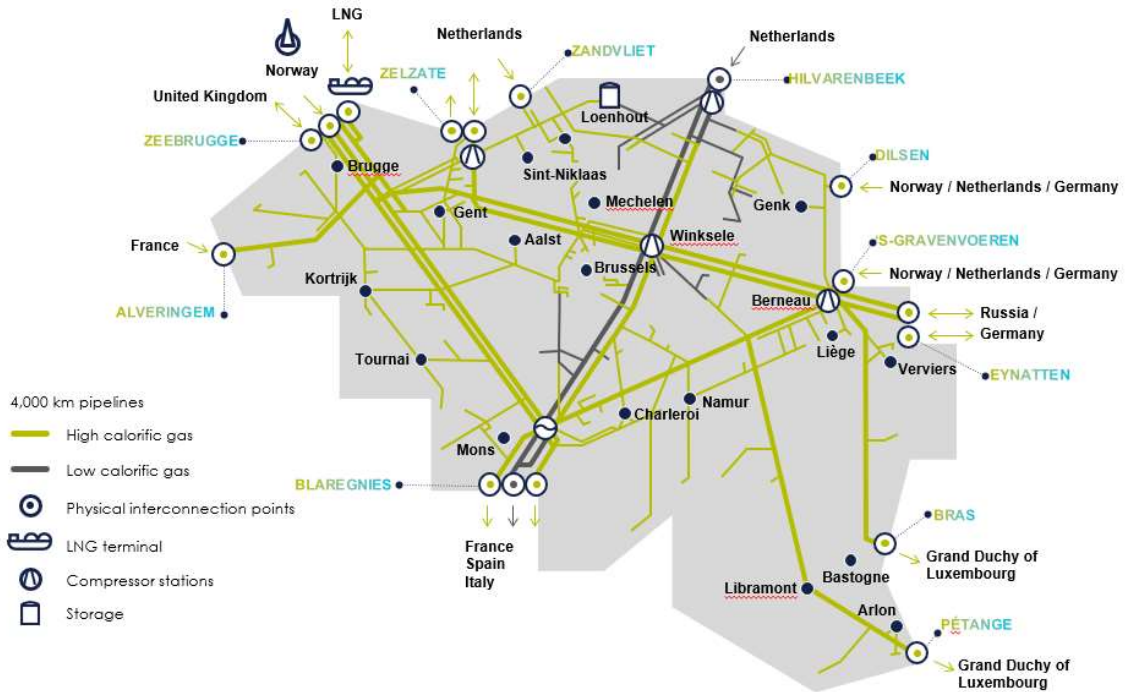 LNG
Norway
Netherlands
Netherlands
ZANDVLIET
ZELZATE
HILVARENBEEK
United Kingdom
Loenhout
ZEEBRUGGE
Brugge
Sint-Niklaas
DILSEN
Norway / Netherlands / Germany
Mechelen
Genk
Gent
Winksele
France
Aalst
'S-GRAVENVOEREN
Brussels
Norway / Netherlands / Germany
Kortrijk
Berneau
ALVERINGEM
Russia /
Germany
Liège
Tournai
Verviers
EYNATTEN
4,000 km pipelines
Namur
Charleroi
High calorific gas
Mons
Low calorific gas
BLAREGNIES
Physical interconnection points
BRAS
LNG terminal
France
Spain
Italy
Grand Duchy of
Luxembourg
Bastogne
Compressor stations
Libramont
Storage
Arlon
PÉTANGE
Grand Duchy of
Luxembourg